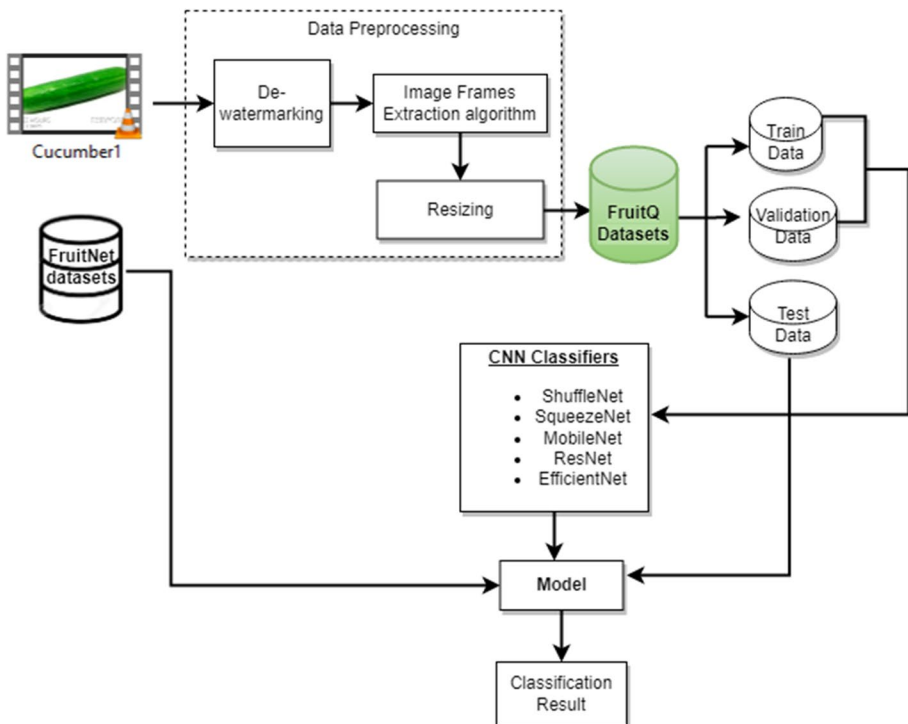 Data Preprocessing
De-
watermarking
Image Frames
Extraction algorithm
Resizing
Cucumber1
FruitNet
datasets
FruitQ
Datasets
Train
Data
Validation
Data
Test
Data
CNN Classifiers
• ShuffleNet
• SqueezeNet
• MobileNet
• ResNet
• EfficientNet
Model
Classification
Result